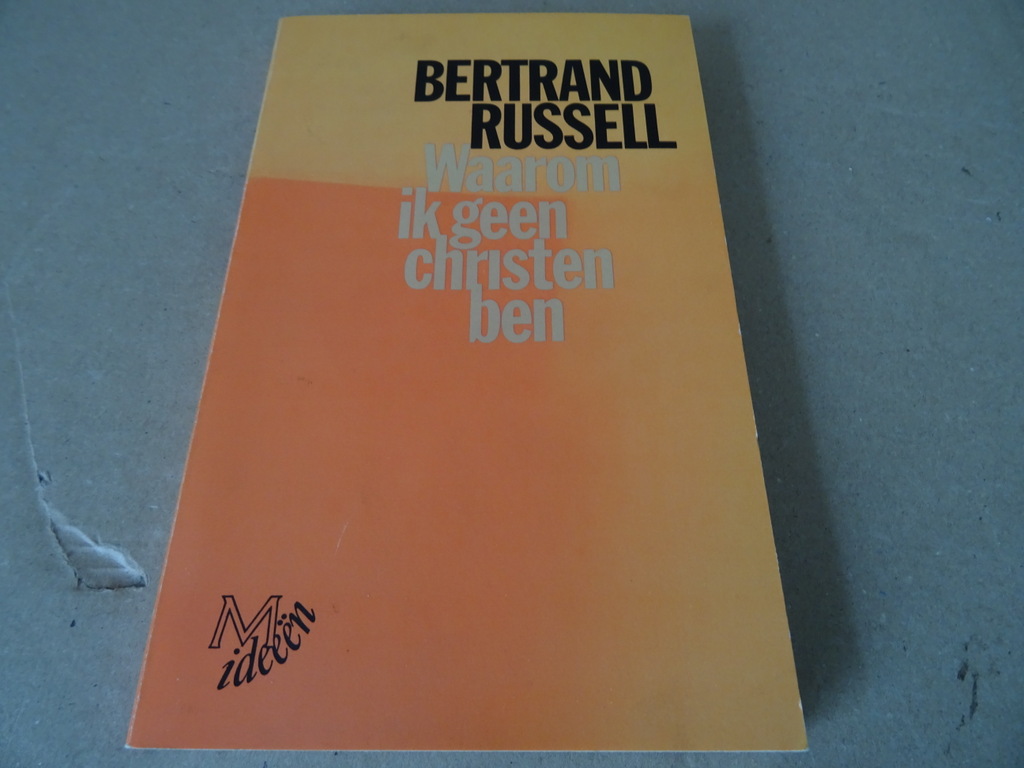 BERTRAND
RUSSELL
Waarom
ik geen
christen
ben
M
ideeën